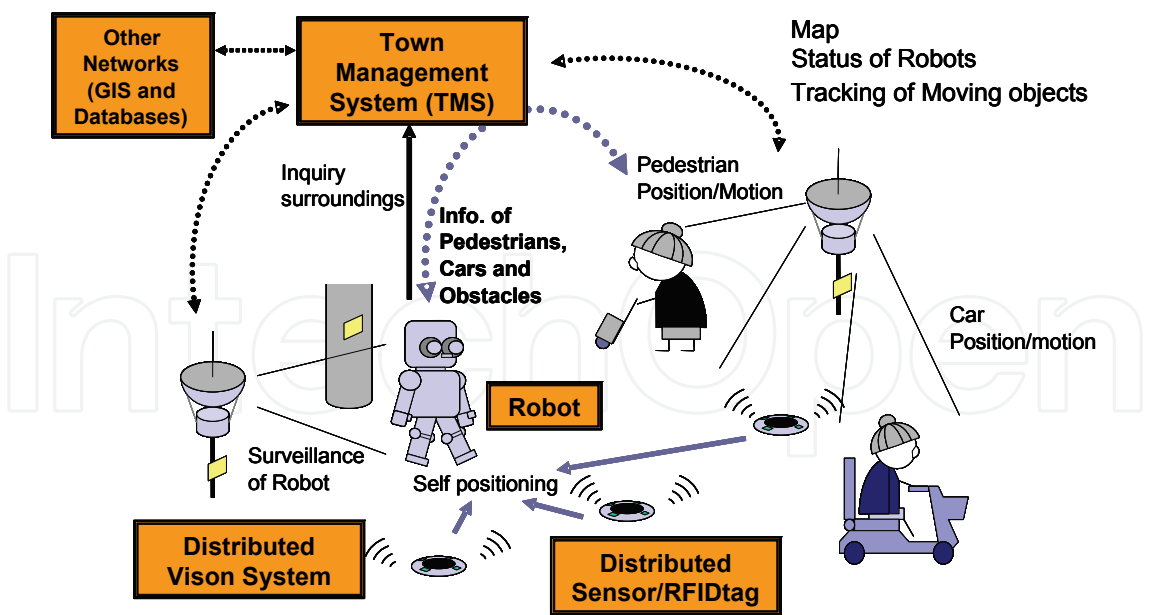 Other
Networks
(GIS and
Databases)
Town
Management
System (TMS)
Map
Status of Robots
Tracking of Moving objects
Inquiry
surroundings
Info. of
Pedestrians,
Cars and
Obstacles
Pedestrian
Position/Motion
Car
Position/motion
Robot
Surveillance
of Robot
Self positioning
Distributed
Vison System
Distributed
Sensor/RFIDtag
IntechOpen